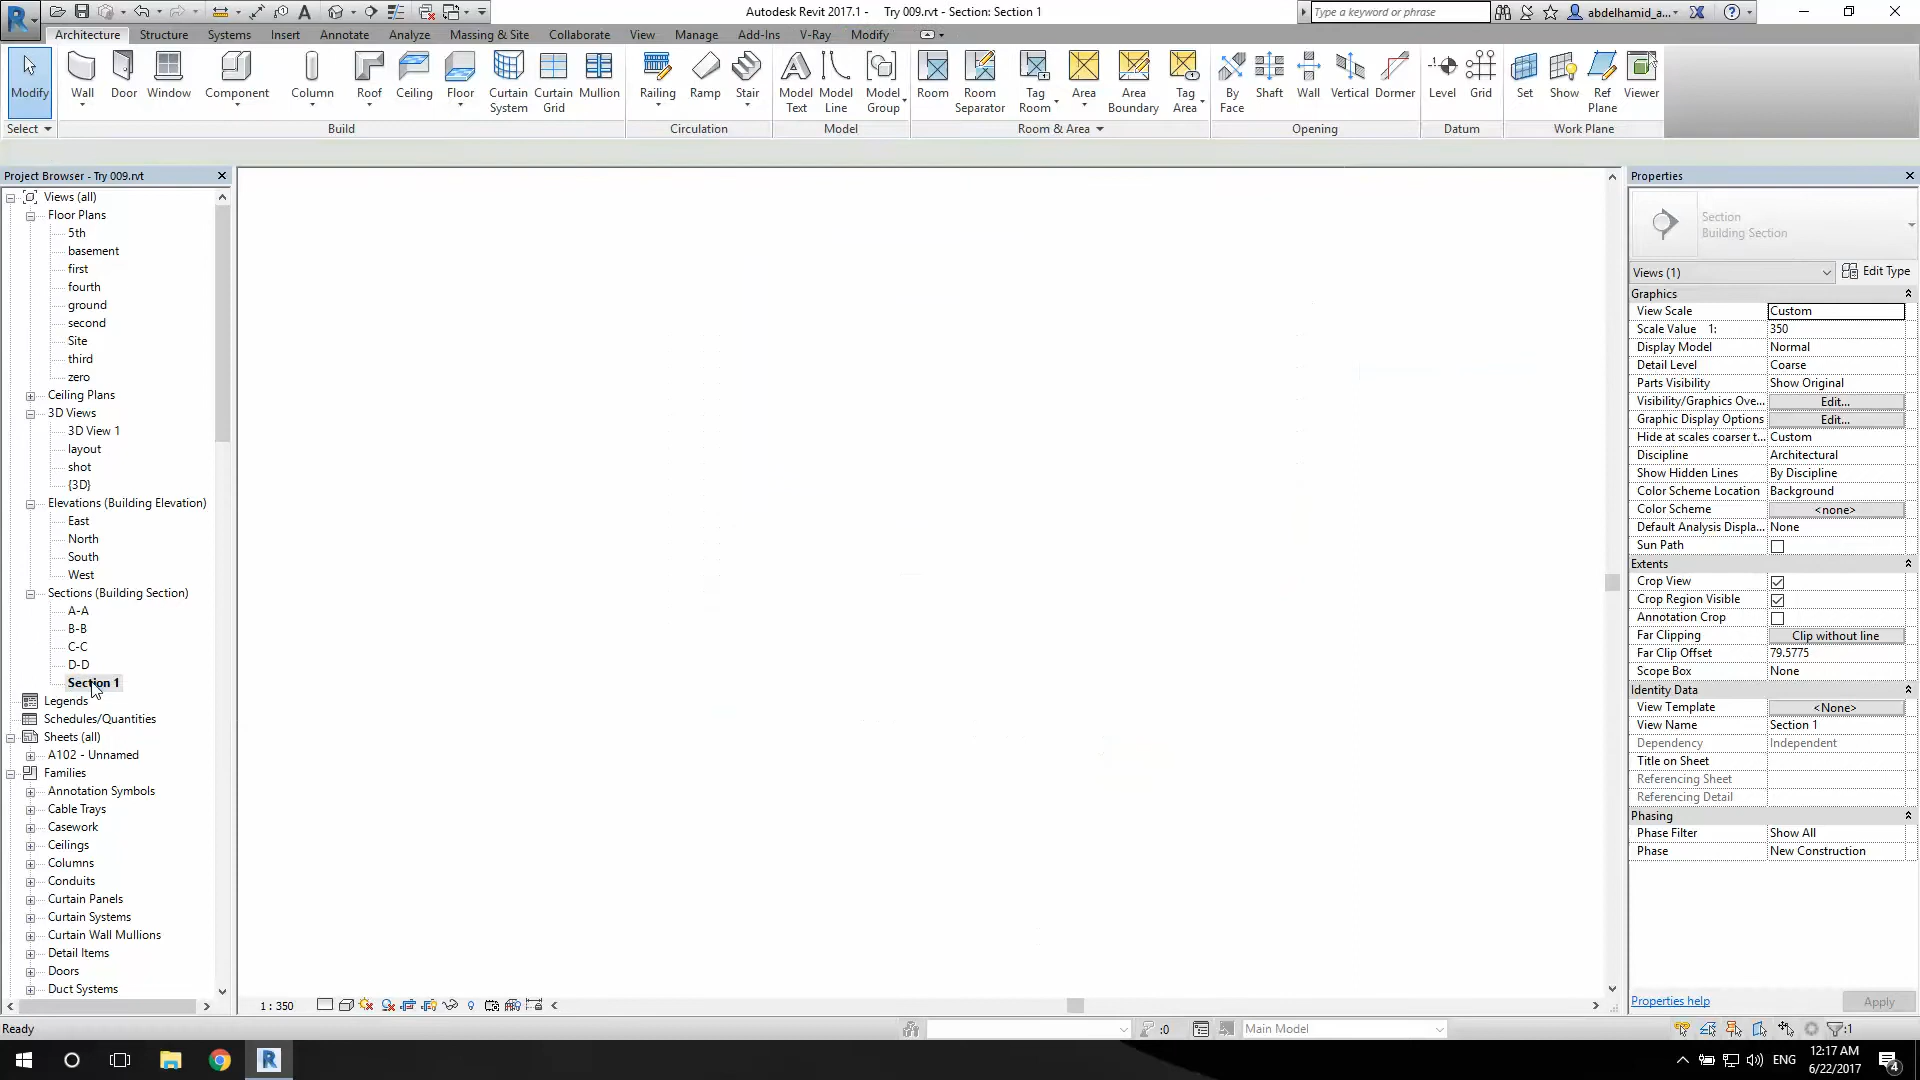 Autodesk Revit 2017.1 - Try 009.rvt - Section: Section 1
Type a keyword or phrase
abdelhamid_a...
Architecture Structure Systems Insert Annotate Analyze Massing & Site Collaborate View Manage Add-Ins V-Ray Modify
Modify Wall Door Window Component Column Roof Ceiling Floor Curtain System Curtain Grid Mullion Railing Ramp Stair Model Text Model Line Model Group Room Room Separator Tag Room Area Area Boundary Tag Area By Face Shaft Wall Vertical Dormer Level Grid Set Show Ref Plane Viewer
Select Build Circulation Model Room & Area Opening Datum Work Plane
Project Browser - Try 009.rvt
Views (all)
Floor Plans
5th
basement
first
fourth
ground
second
Site
third
zero
Ceiling Plans
3D Views
3D View 1
layout
shot
{3D}
Elevations (Building Elevation)
East
North
South
West
Sections (Building Section)
A-A
B-B
C-C
D-D
Section 1
Legends
Schedules/Quantities
Sheets (all)
A102 - Unnamed
Families
Annotation Symbols
Cable Trays
Casework
Ceilings
Columns
Conduits
Curtain Panels
Curtain Systems
Curtain Wall Mullions
Detail Items
Doors
Duct Systems
Properties
Section
Building Section
Views (1) Edit Type
Graphics
View Scale Custom
Scale Value 1: 350
Display Model Normal
Detail Level Coarse
Parts Visibility Show Original
Visibility/Graphics Ove... Edit...
Graphic Display Options Edit...
Hide at scales coarser t... Custom
Discipline Architectural
Show Hidden Lines By Discipline
Color Scheme Location Background
Color Scheme <none>
Default Analysis Displa... None
Sun Path
Extents
Crop View
Crop Region Visible
Annotation Crop
Far Clipping Clip without line
Far Clip Offset 79.5775
Scope Box None
Identity Data
View Template <None>
View Name Section 1
Dependency Independent
Title on Sheet
Referencing Sheet
Referencing Detail
Phasing
Phase Filter Show All
Phase New Construction
Properties help Apply
1 : 350
Ready
:0
Main Model
:1
ENG
12:17 AM
6/22/2017
4